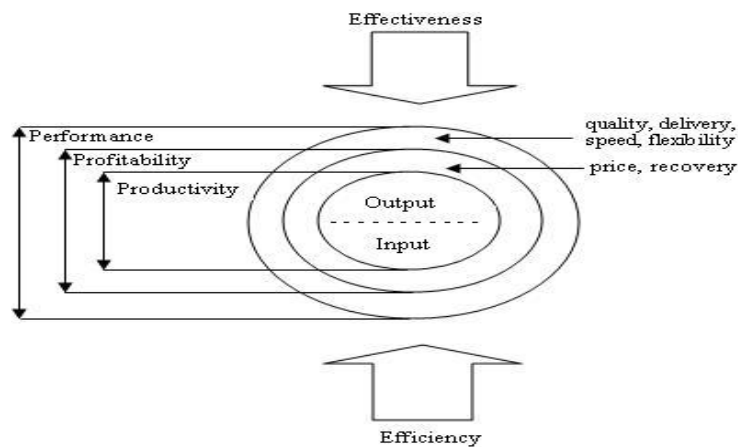 Effectiveness
quality, delivery,
speed, flexibility
Performance
Profitability
price, recovery
Productivity
Output
Input
Efficiency